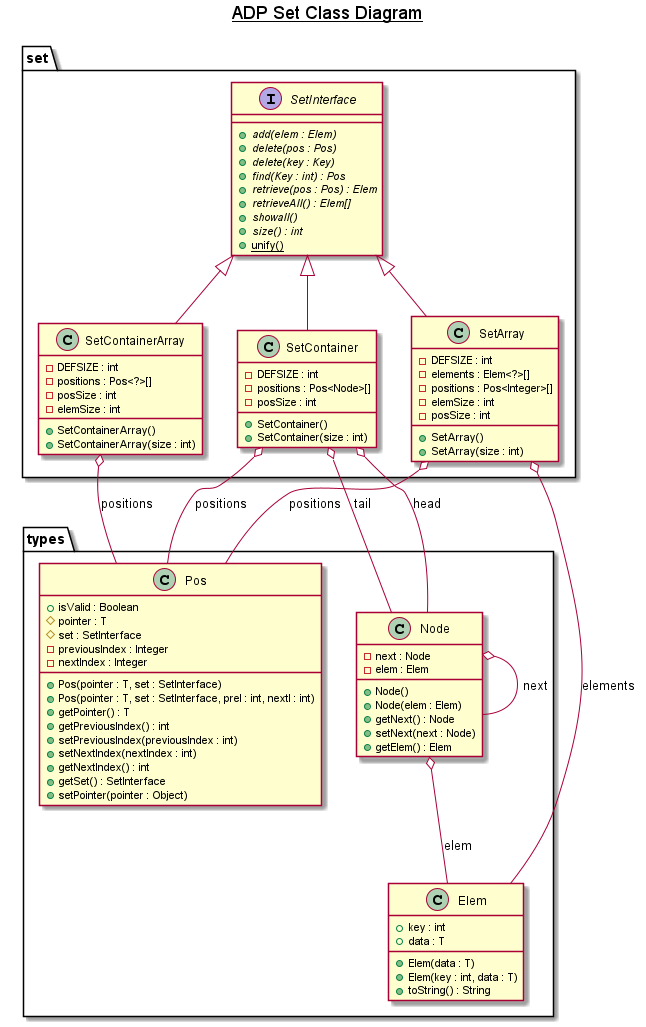 ADP Set Class Diagram
set
I SetInterface
add(elem : Elem)
delete(pos : Pos)
delete(key : Key)
find(Key : int) : Pos
retrieve(pos : Pos) : Elem
retrieveAll() : Elem[]
showall()
size() : int
unify()
C SetContainerArray
DEFSIZE : int
positions : Pos<?>[]
posSize : int
elemSize : int
SetContainerArray()
SetContainerArray(size : int)
C SetContainer
DEFSIZE : int
positions : Pos<Node>[]
posSize : int
SetContainer()
SetContainer(size : int)
C SetArray
DEFSIZE : int
elements : Elem<?>[]
positions : Pos<Integer>[]
elemSize : int
posSize : int
SetArray()
SetArray(size : int)
positions
positions
positions
tail
head
types
C Pos
isValid : Boolean
pointer : T
set : SetInterface
previousIndex : Integer
nextIndex : Integer
Pos(pointer : T, set : SetInterface)
Pos(pointer : T, set : SetInterface, preI : int, nextI : int)
getPointer() : T
getPreviousIndex() : int
setPreviousIndex(previousIndex : int)
setNextIndex(nextIndex : int)
getNextIndex() : int
getSet() : SetInterface
setPointer(pointer : Object)
C Node
next : Node
elem : Elem
Node()
Node(elem : Elem)
getNext() : Node
setNext(next : Node)
getElem() : Elem
next
elements
elem
C Elem
key : int
data : T
Elem(data : T)
Elem(key : int, data : T)
toString() : String